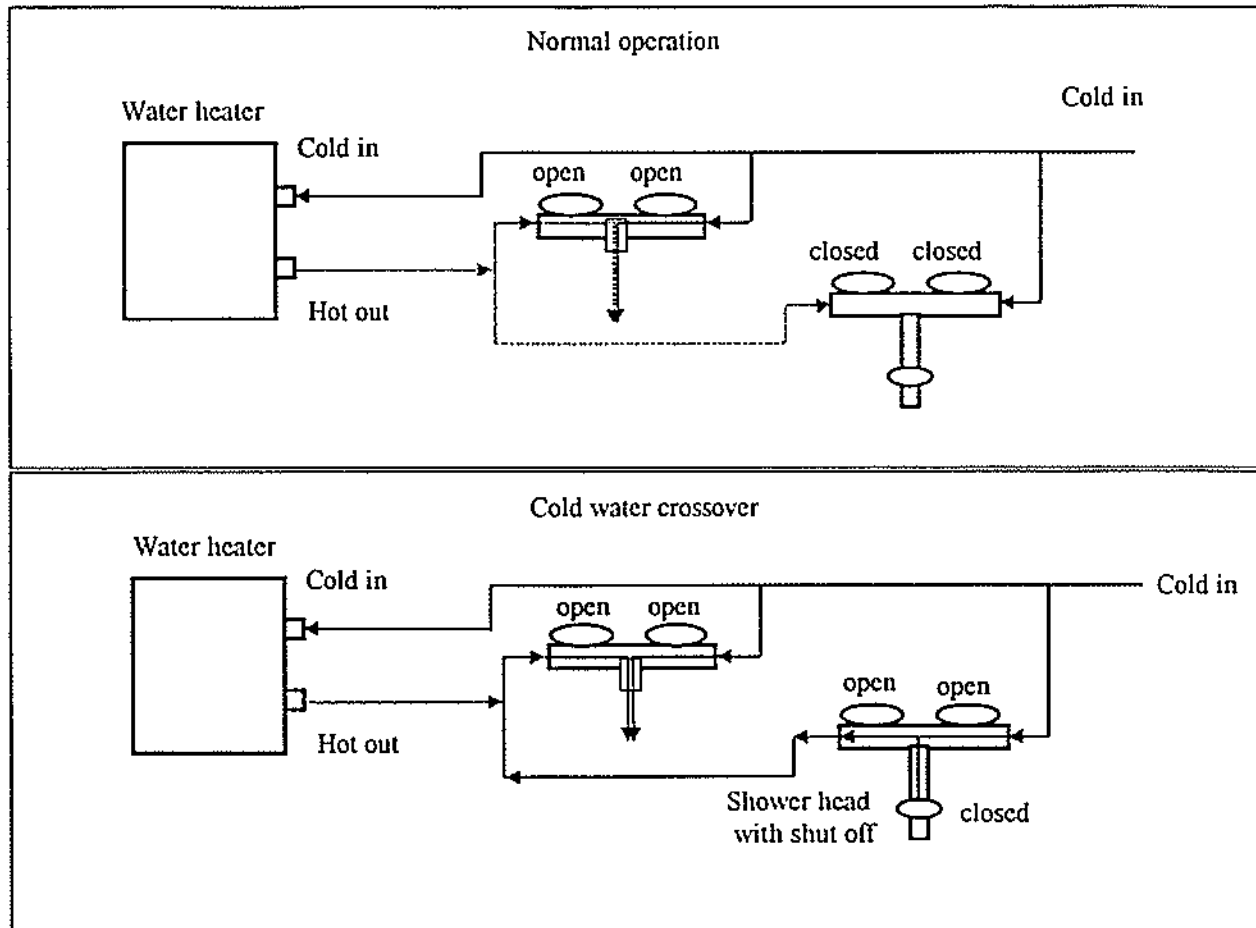 Normal operation
Cold in
Water heater
Cold in
open open
closed closed
Hot out
Cold water crossover
Water heater
Cold in
Cold in
open open
open open
Hot out
Shower head
with shut off
closed